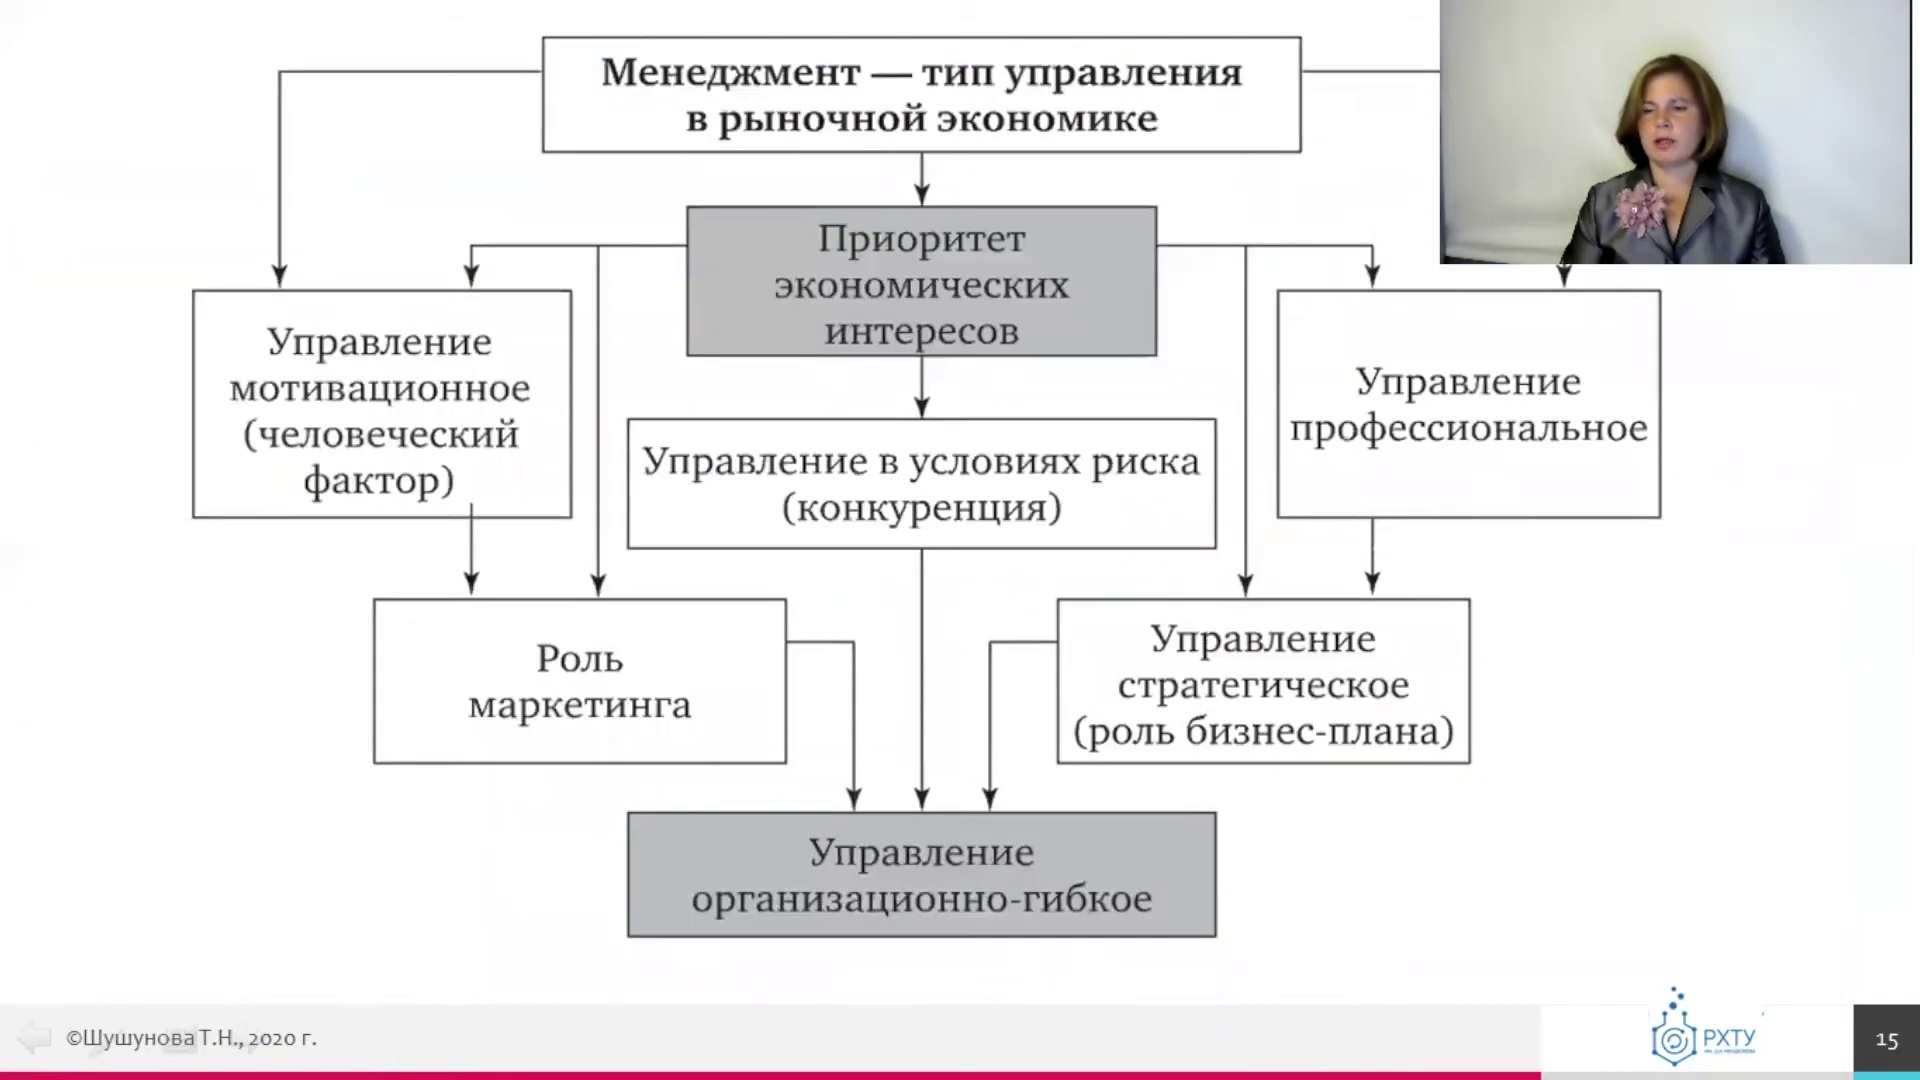 Менеджмент — тип управления
в рыночной экономике
Приоритет
экономических
интересов
Управление
мотивационное
(человеческий
фактор)
Управление в условиях риска
(конкуренция)
Управление
профессиональное
Роль
маркетинга
Управление
стратегическое
(роль бизнес-плана)
Управление
организационно-гибкое
©Шушунова Т.Н., 2020 г.
РХТУ
15